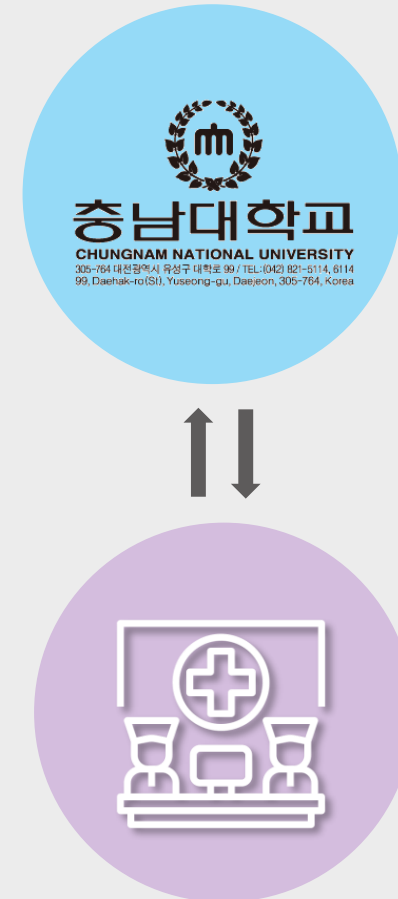 충남대학교
CHUNGNAM NATIONAL UNIVERSITY
305-764 대전광역시 유성구 대학로 99 / TEL:(042) 821-5114, 6114
99, Daehak-ro(St), Yuseong-gu, Daejeon, 305-764, Korea